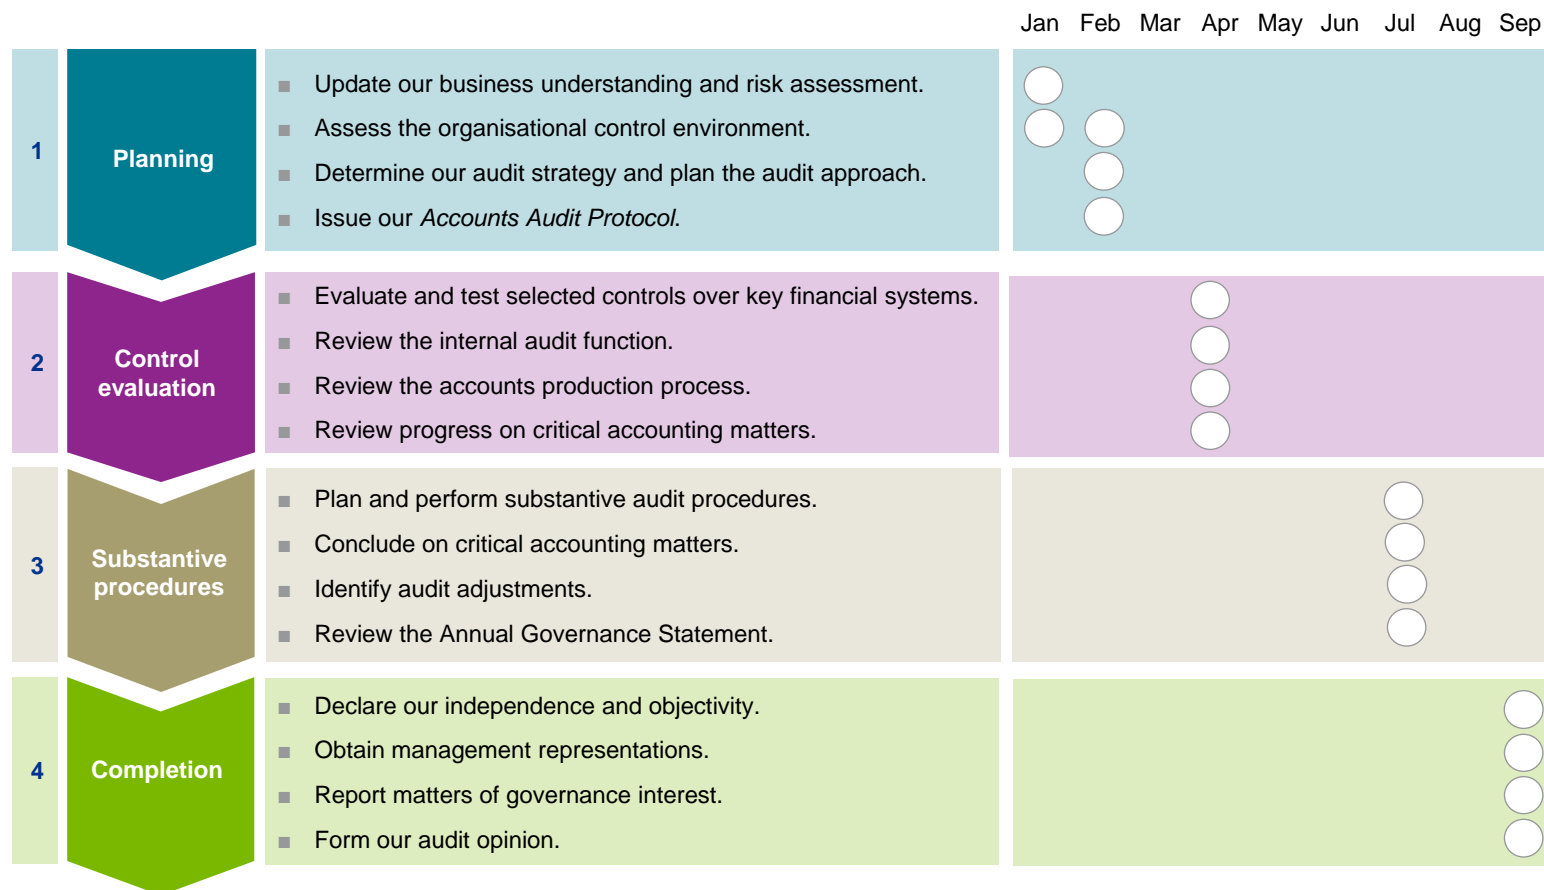 Jan Feb Mar Apr May Jun Jul Aug Sep
1
Planning
■ Update our business understanding and risk assessment.
■ Assess the organisational control environment.
■ Determine our audit strategy and plan the audit approach.
■ Issue our Accounts Audit Protocol.
2
Control
evaluation
■ Evaluate and test selected controls over key financial systems.
■ Review the internal audit function.
■ Review the accounts production process.
■ Review progress on critical accounting matters.
3
Substantive
procedures
■ Plan and perform substantive audit procedures.
■ Conclude on critical accounting matters.
■ Identify audit adjustments.
■ Review the Annual Governance Statement.
4
Completion
■ Declare our independence and objectivity.
■ Obtain management representations.
■ Report matters of governance interest.
■ Form our audit opinion.